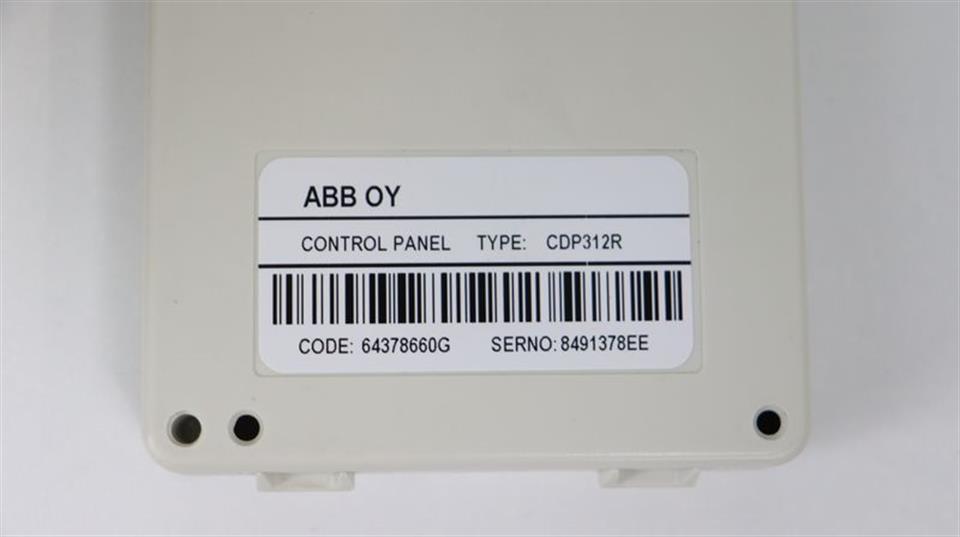 ABB OY
CONTROL PANEL TYPE: CDP312R
CODE: 64378660G SERNO: 8491378EE